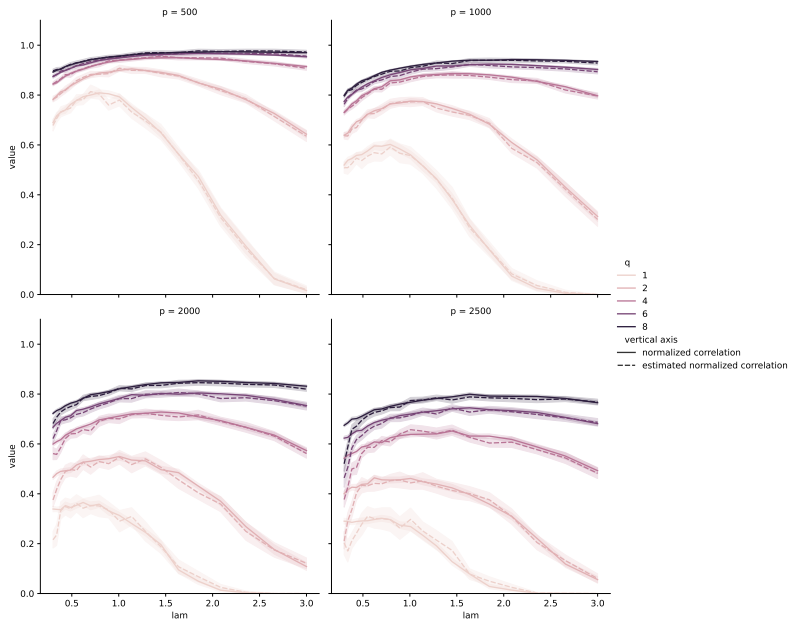 p = 500
p = 1000
1.0
0.8
0.6
0.4
0.2
0.0
value
p = 2000
p = 2500
1.0
0.8
0.6
0.4
0.2
0.0
value
0.5 1.0 1.5 2.0 2.5 3.0
lam
0.5 1.0 1.5 2.0 2.5 3.0
lam
q
1
2
4
6
8
vertical axis
normalized correlation
estimated normalized correlation